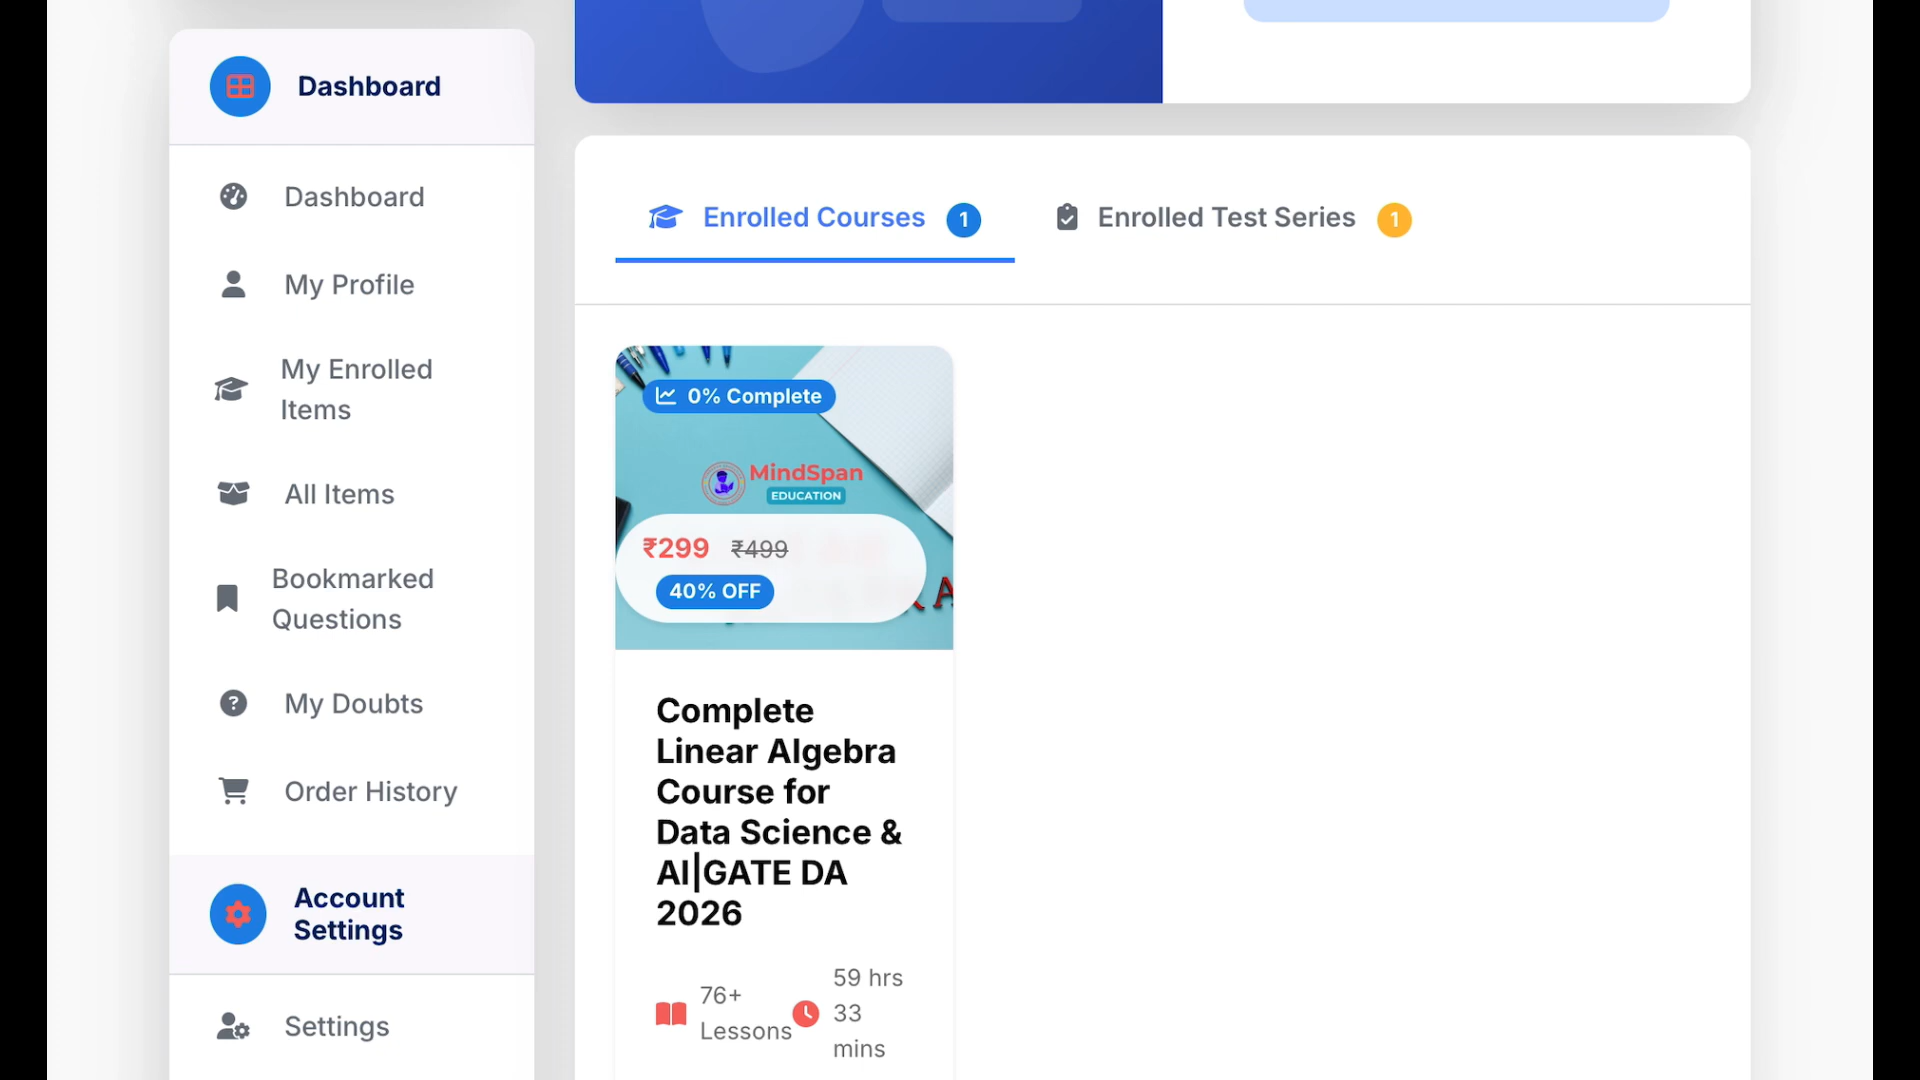 Dashboard
Dashboard
My Profile
My Enrolled
Items
All Items
Bookmarked
Questions
My Doubts
Order History
Account
Settings
Settings
Enrolled Courses 1
Enrolled Test Series 1
0% Complete
MindSpan
EDUCATION
₹299 ₹499
40% OFF
Complete
Linear Algebra
Course for
Data Science &
AI|GATE DA
2026
76+
Lessons
59 hrs
33
mins